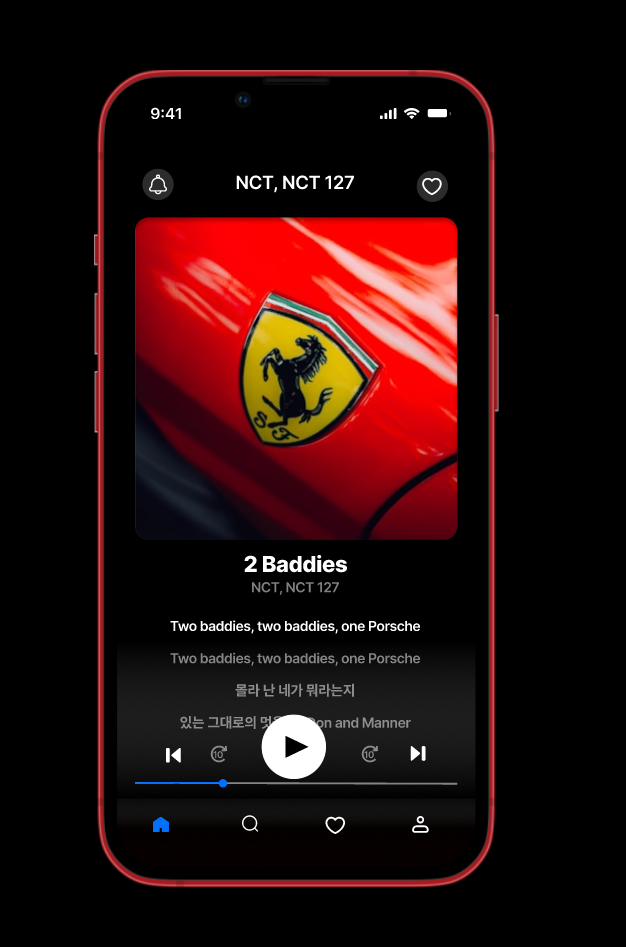 9:41
NCT, NCT 127
S F
2 Baddies
NCT, NCT 127
Two baddies, two baddies, one Porsche
Two baddies, two baddies, one Porsche
몰라 난 네가 뭐라는지
있는 그대로의 on and Manner
10 10